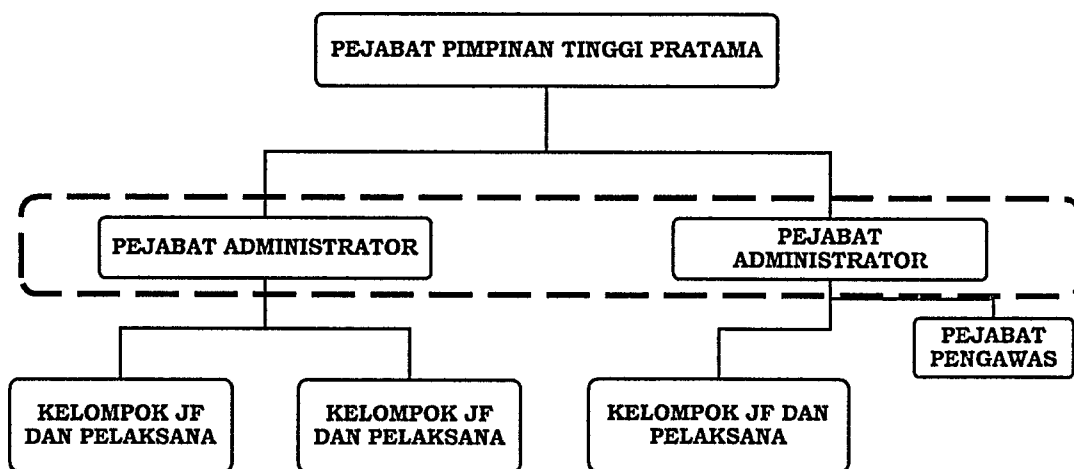 PEJABAT PIMPINAN TINGGI PRATAMA
PEJABAT ADMINISTRATOR
PEJABAT
ADMINISTRATOR
PEJABAT
PENGAWAS
KELOMPOK JF
DAN PELAKSANA
KELOMPOK JF
DAN PELAKSANA
KELOMPOK JF DAN
PELAKSANA